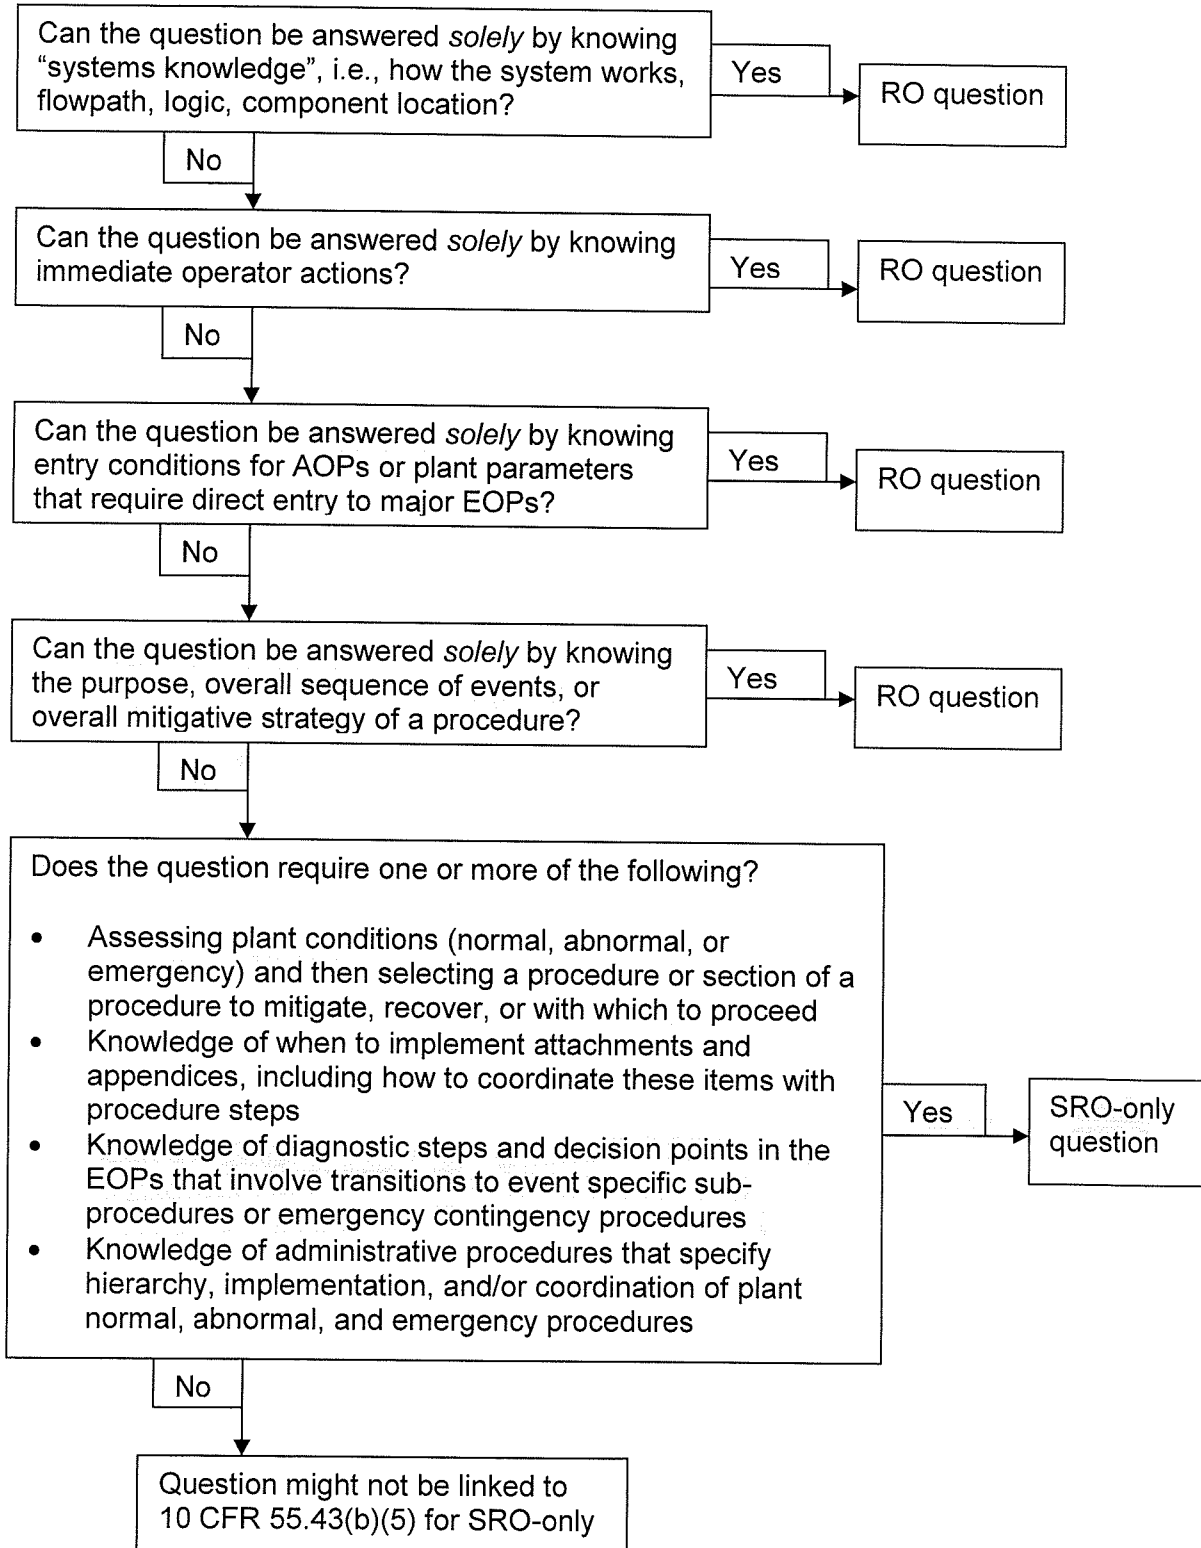 Can the question be answered solely by knowing
"systems knowledge", i.e., how the system works,
flowpath, logic, component location?
Yes
RO question
No
Can the question be answered solely by knowing
immediate operator actions?
Yes
RO question
No
Can the question be answered solely by knowing
entry conditions for AOPs or plant parameters
that require direct entry to major EOPs?
Yes
RO question
No
Can the question be answered solely by knowing
the purpose, overall sequence of events, or
overall mitigative strategy of a procedure?
Yes
RO question
No
Does the question require one or more of the following?
• Assessing plant conditions (normal, abnormal, or
emergency) and then selecting a procedure or section of a
procedure to mitigate, recover, or with which to proceed
• Knowledge of when to implement attachments and
appendices, including how to coordinate these items with
procedure steps
• Knowledge of diagnostic steps and decision points in the
EOPs that involve transitions to event specific sub-
procedures or emergency contingency procedures
• Knowledge of administrative procedures that specify
hierarchy, implementation, and/or coordination of plant
normal, abnormal, and emergency procedures
Yes
SRO-only
question
No
Question might not be linked to
10 CFR 55.43(b)(5) for SRO-only